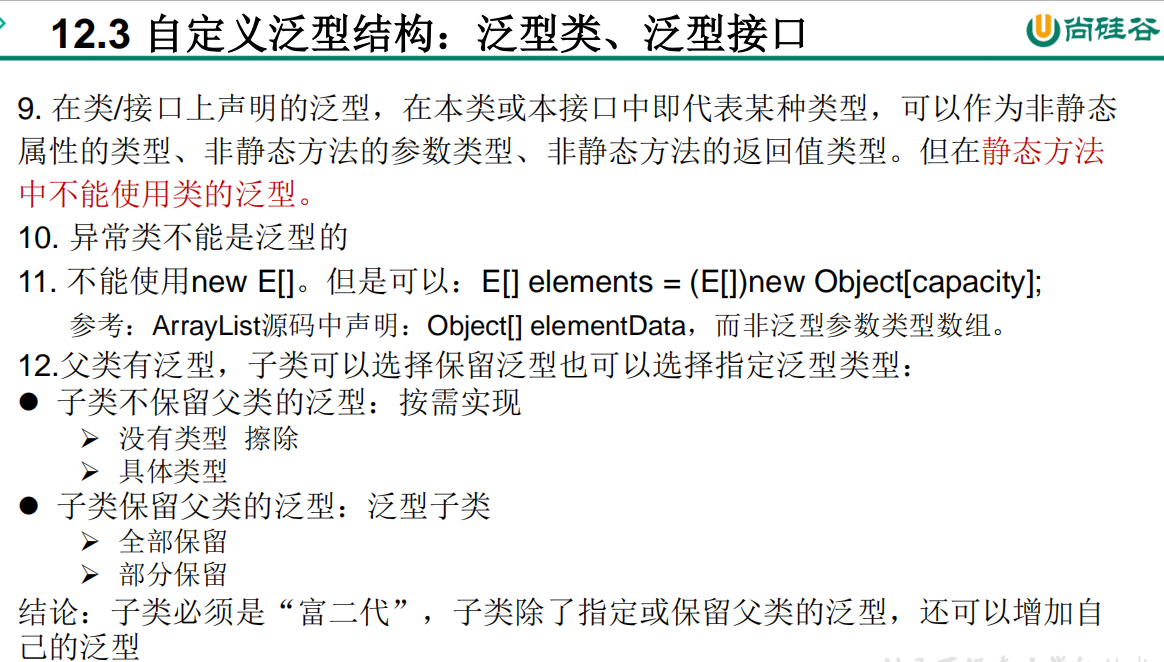 12.3 自定义泛型结构：泛型类、泛型接口
尚硅谷
9. 在类/接口上声明的泛型，在本类或本接口中即代表某种类型，可以作为非静态
属性的类型、非静态方法的参数类型、非静态方法的返回值类型。但在静态方法
中不能使用类的泛型。
10. 异常类不能是泛型的
11. 不能使用new E[]。但是可以：E[] elements = (E[])new Object[capacity];
参考：ArrayList源码中声明：Object[] elementData，而非泛型参数类型数组。
12.父类有泛型，子类可以选择保留泛型也可以选择指定泛型类型：
● 子类不保留父类的泛型：按需实现
➢ 没有类型 擦除
➢ 具体类型
● 子类保留父类的泛型：泛型子类
➢ 全部保留
➢ 部分保留
结论：子类必须是“富二代”，子类除了指定或保留父类的泛型，还可以增加自
己的泛型